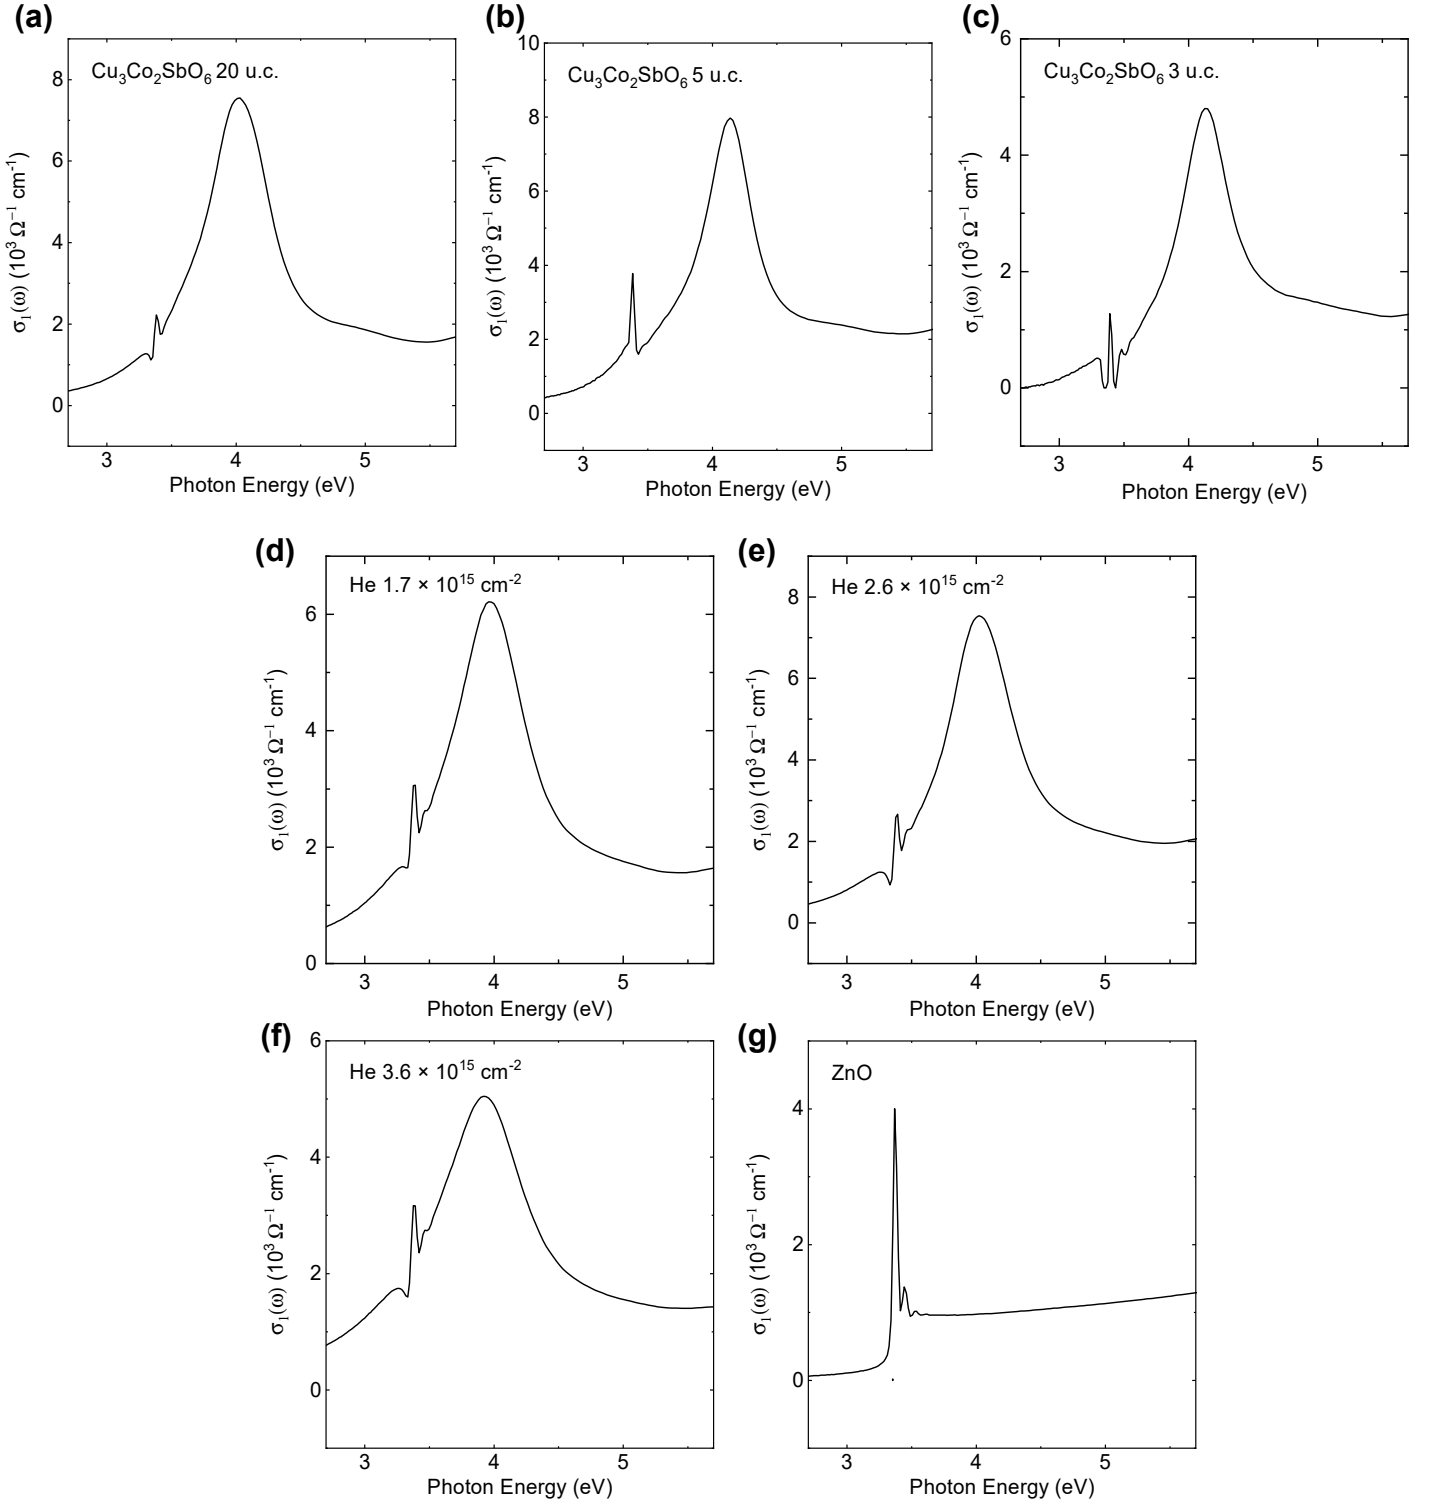 (a)
Cu₃Co₂SbO₆ 20 u.c.
σ₁(ω) (10³ Ω⁻¹ cm⁻¹)
8
6
4
2
0
3 4 5
Photon Energy (eV)
(b)
Cu₃Co₂SbO₆ 5 u.c.
σ₁(ω) (10³ Ω⁻¹ cm⁻¹)
10
8
6
4
2
0
3 4 5
Photon Energy (eV)
(c)
Cu₃Co₂SbO₆ 3 u.c.
σ₁(ω) (10³ Ω⁻¹ cm⁻¹)
6
4
2
0
3 4 5
Photon Energy (eV)
(d)
He 1.7 × 10¹⁵ cm⁻²
σ₁(ω) (10³ Ω⁻¹ cm⁻¹)
6
4
2
0
3 4 5
Photon Energy (eV)
(e)
He 2.6 × 10¹⁵ cm⁻²
σ₁(ω) (10³ Ω⁻¹ cm⁻¹)
8
6
4
2
0
3 4 5
Photon Energy (eV)
(f)
He 3.6 × 10¹⁵ cm⁻²
σ₁(ω) (10³ Ω⁻¹ cm⁻¹)
6
4
2
0
3 4 5
Photon Energy (eV)
(g)
ZnO
σ₁(ω) (10³ Ω⁻¹ cm⁻¹)
4
2
0
3 4 5
Photon Energy (eV)